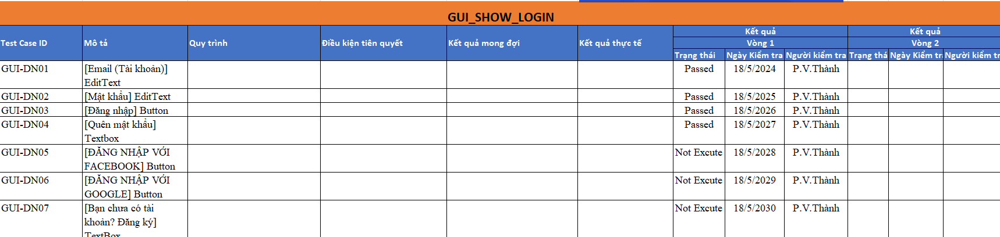 GUI_SHOW_LOGIN
Test Case ID Mô tả Quy trình Điều kiện tiên quyết Kết quả mong đợi Kết quả thực tế Kết quả Kết quả
Vòng 1 Vòng 2
Trạng thái Ngày Kiểm tra Người kiểm tra Trạng thá Ngày Kiểm tr Người kiểm tr
GUI-DN01 [Email (Tài khoản)] Passed 18/5/2024 P.V.Thành
EditText
GUI-DN02 [Mật khẩu] EditText Passed 18/5/2025 P.V.Thành
GUI-DN03 [Đăng nhập] Button Passed 18/5/2026 P.V.Thành
GUI-DN04 [Quên mật khẩu] Passed 18/5/2027 P.V.Thành
Textbox
GUI-DN05 [ĐĂNG NHẬP VỚI Not Excute 18/5/2028 P.V.Thành
FACEBOOK] Button
GUI-DN06 [ĐĂNG NHẬP VỚI Not Excute 18/5/2029 P.V.Thành
GOOGLE] Button
GUI-DN07 [Bạn chưa có tài Not Excute 18/5/2030 P.V.Thành
khoản? Đăng ký]
TextBox